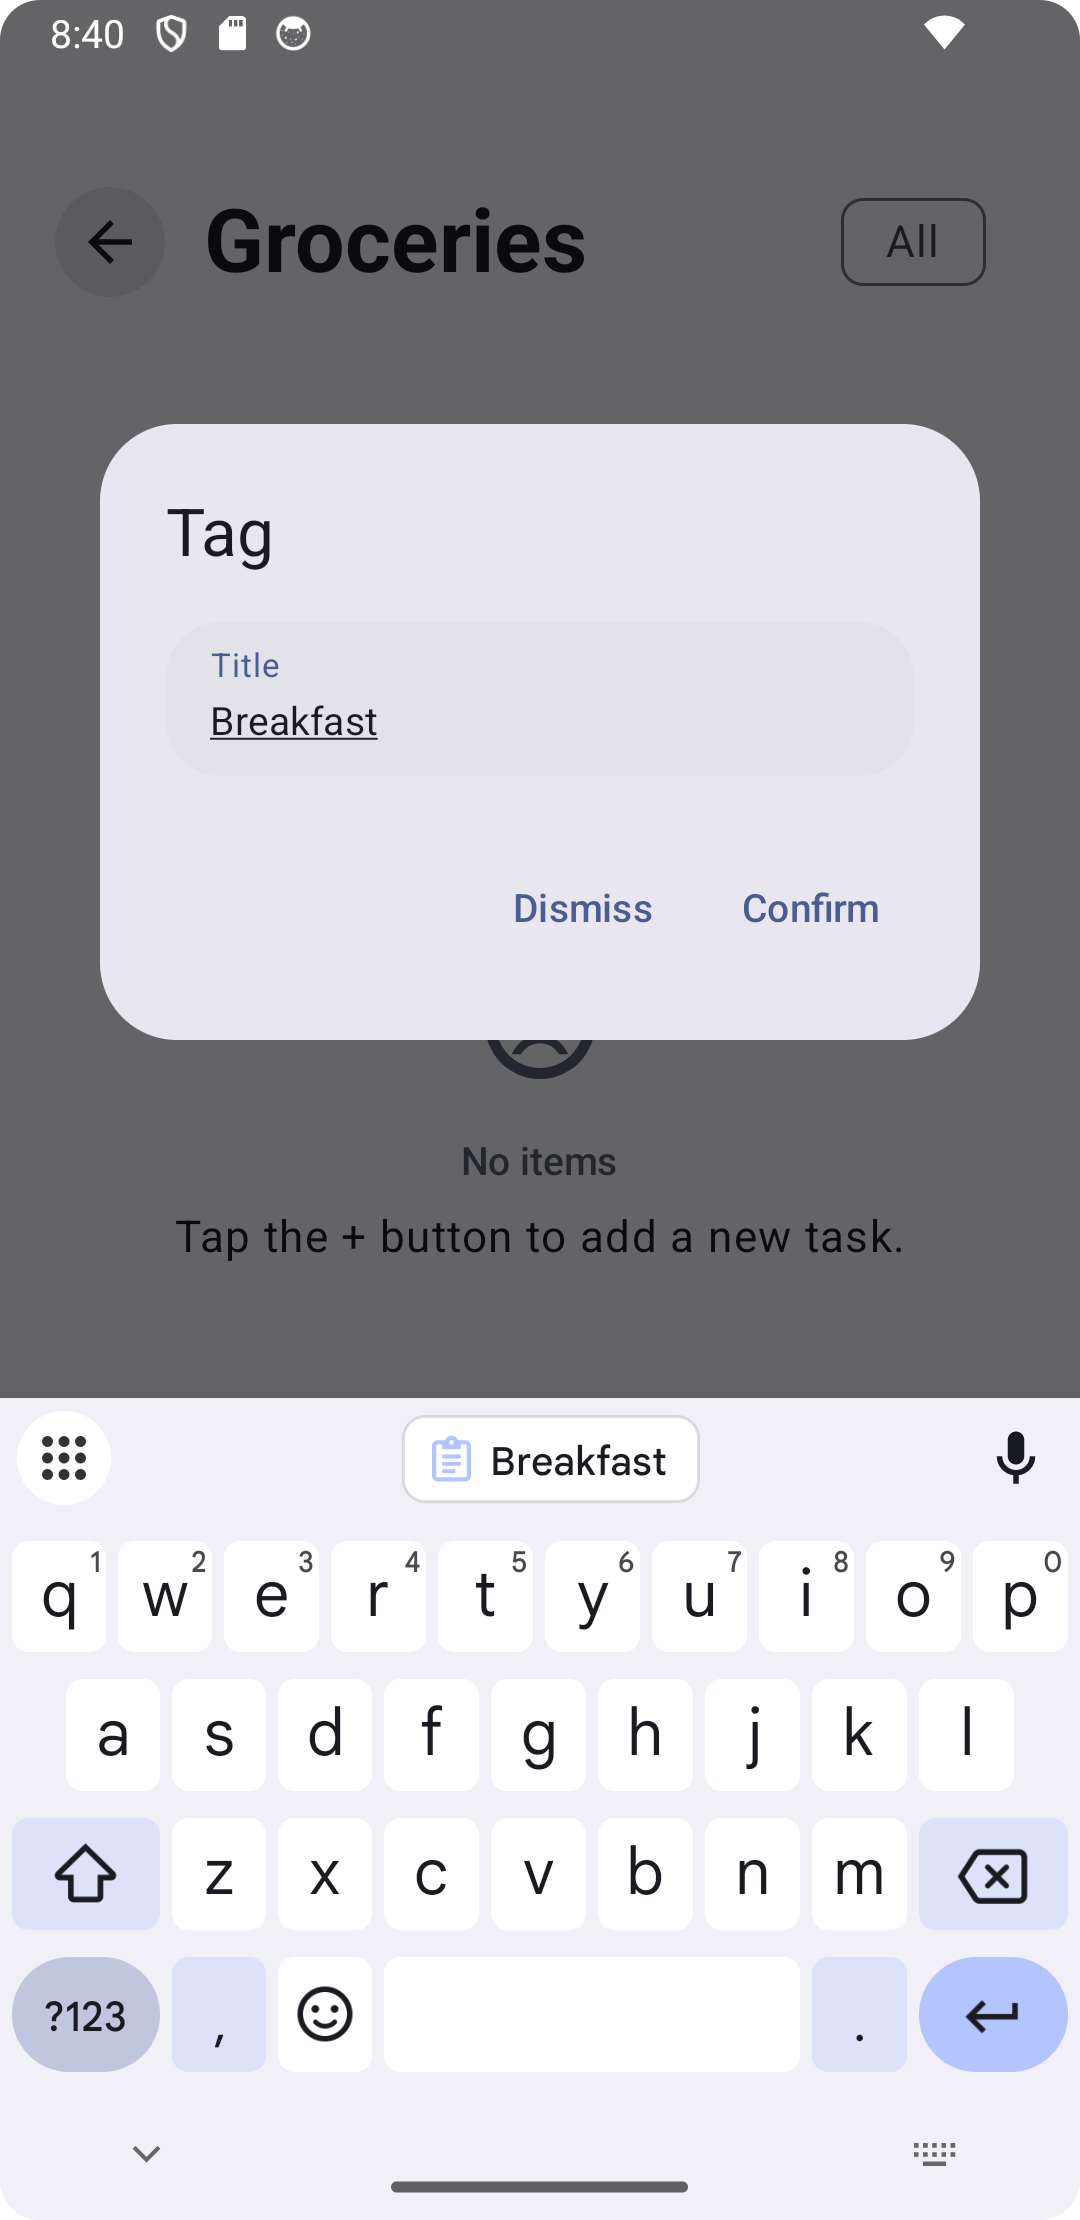 8:40
Groceries
All
Tag
Title
Breakfast
Dismiss
Confirm
No items
Tap the + button to add a new task.
Breakfast
q 1 w 2 e 3 r 4 t 5 y 6 u 7 i 8 o 9 p 0
a s d f g h j k l
z x c v b n m
?123 , .